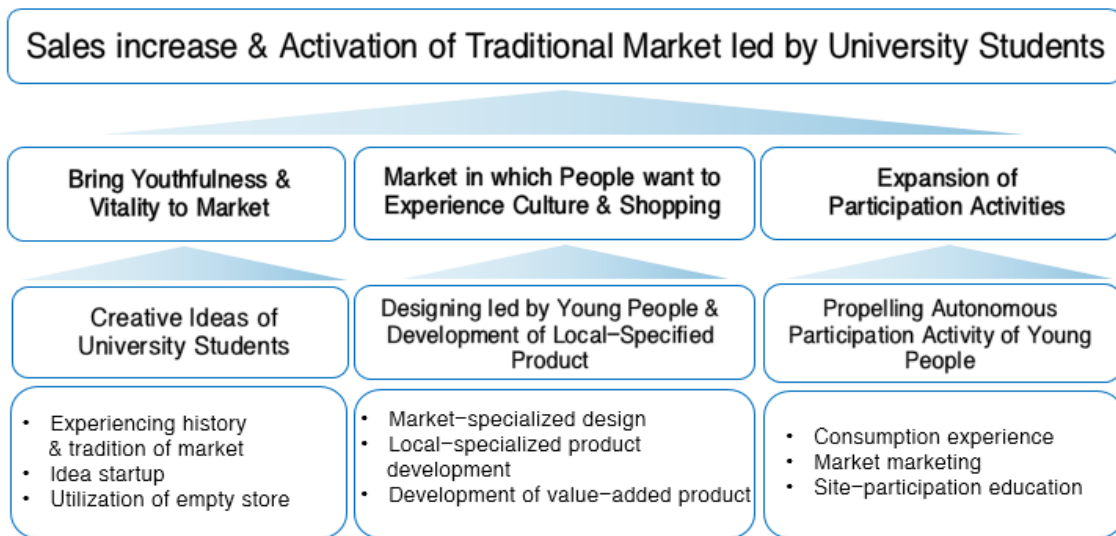 Sales increase & Activation of Traditional Market led by University Students
Bring Youthfulness &
Vitality to Market
Market in which People want to
Experience Culture & Shopping
Expansion of
Participation Activities
Creative Ideas of
University Students
Designing led by Young People &
Development of Local-Specified
Product
Propelling Autonomous
Participation Activity of Young
People
• Experiencing history
& tradition of market
• Idea startup
• Utilization of empty store
• Market-specialized design
• Local-specialized product
development
• Development of value-added product
• Consumption experience
• Market marketing
• Site-participation education